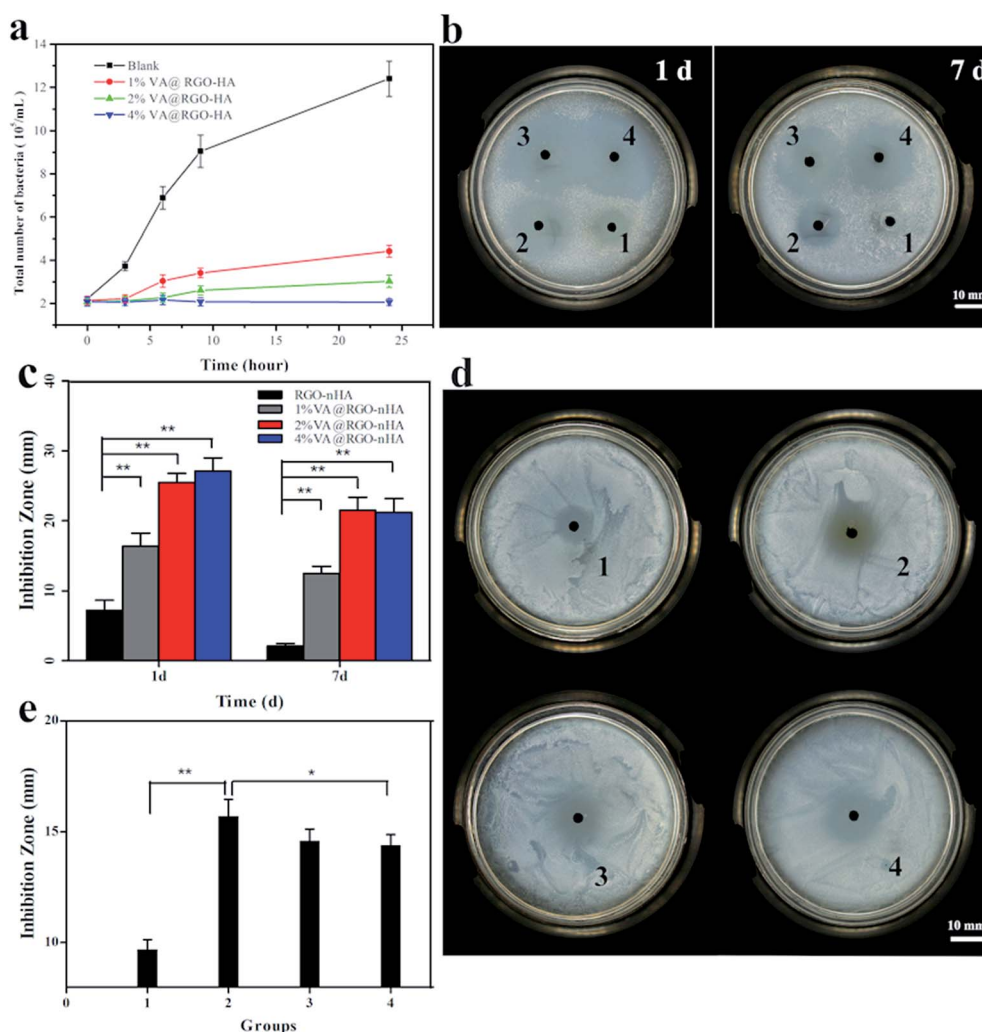 a
14
12
10
8
6
4
2
0
5
10
15
20
25
Total number of bacteria ( 10⁵/mL )
Time (hour)
Blank
1% VA@ RGO-HA
2% VA@RGO-HA
4% VA@RGO-HA
b
1 d
3
4
2
1
7 d
3
4
2
1
10 mm
c
40
30
20
10
0
Inhibition Zone (mm)
RGO-nHA
1%VA@RGO-nHA
2%VA@RGO-nHA
4%VA@RGO-nHA
**
**
**
**
**
**
1d
7d
Time (d)
d
1
2
3
4
10 mm
e
20
15
10
Inhibition Zone (mm)
**
*
0
1
2
3
4
Groups